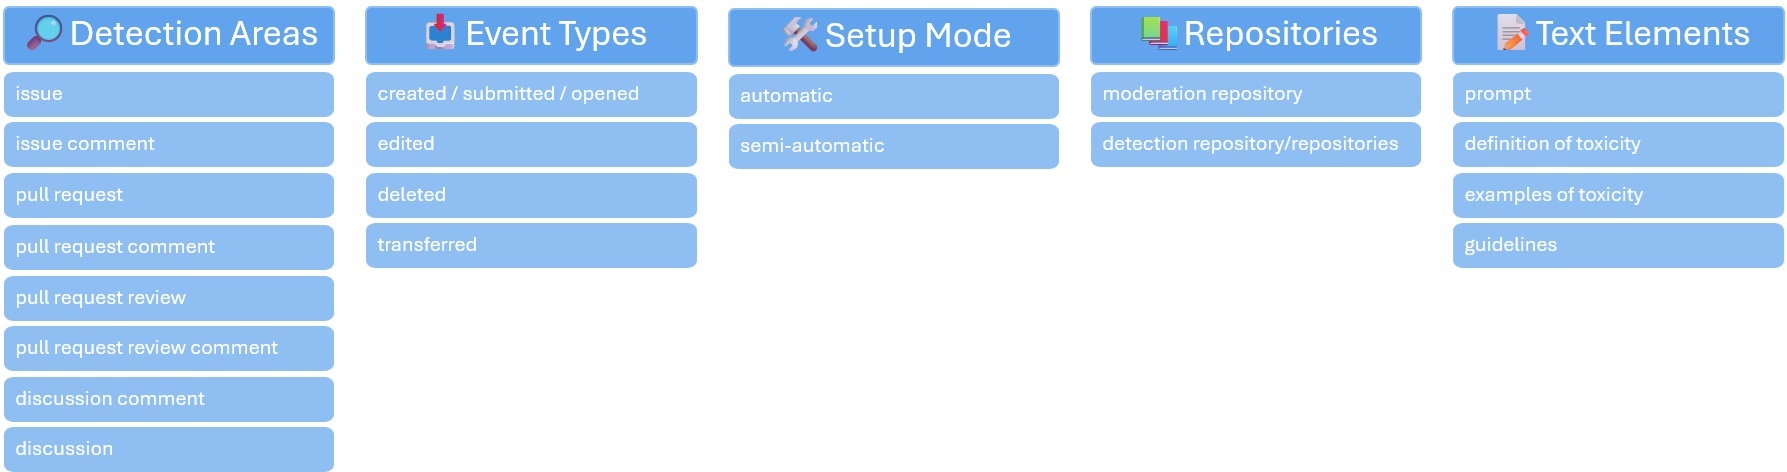 Detection Areas
issue
issue comment
pull request
pull request comment
pull request review
pull request review comment
discussion comment
discussion
Event Types
created / submitted / opened
edited
deleted
transferred
Setup Mode
automatic
semi-automatic
Repositories
moderation repository
detection repository/repositories
Text Elements
prompt
definition of toxicity
examples of toxicity
guidelines